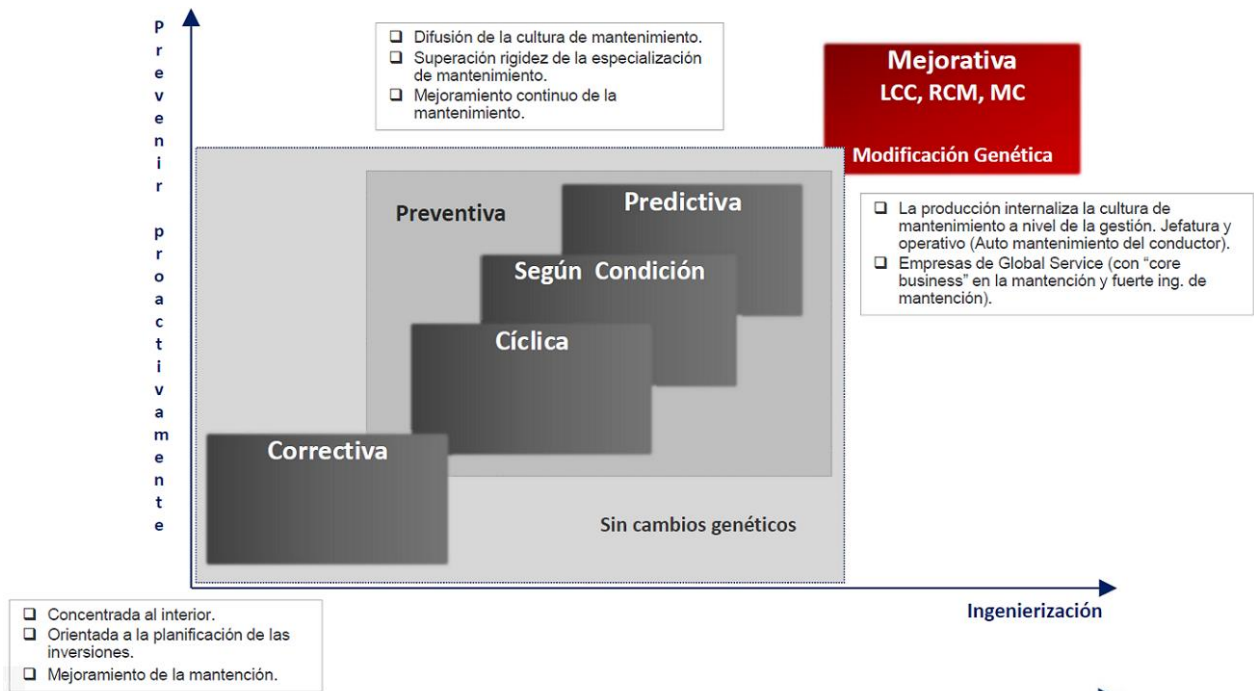 Prevenir proactivamente
❑ Difusión de la cultura de mantenimiento.
❑ Superación rigidez de la especialización
de mantenimiento.
❑ Mejoramiento continuo de la
mantenimiento.
Mejorativa
LCC, RCM, MC
Modificación Genética
Preventiva
Predictiva
Según Condición
Cíclica
Correctiva
Sin cambios genéticos
❑ La producción internaliza la cultura de
mantenimiento a nivel de la gestión. Jefatura y
operativo (Auto mantenimiento del conductor).
❑ Empresas de Global Service (con “core
business” en la mantención y fuerte ing. de
mantención).
Ingenierización
❑ Concentrada al interior.
❑ Orientada a la planificación de las
inversiones.
❑ Mejoramiento de la mantención.